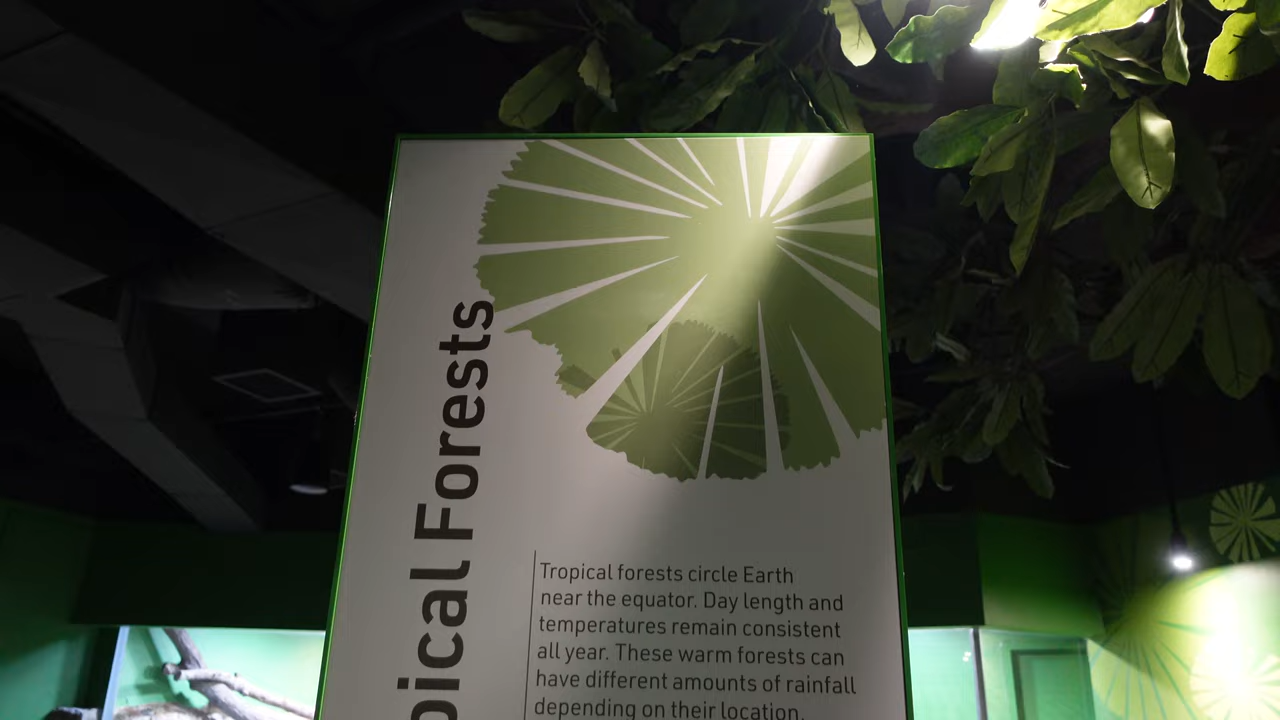 pical Forests
Tropical forests circle Earth
near the equator. Day length and
temperatures remain consistent
all year. These warm forests can
have different amounts of rainfall
depending on their location.